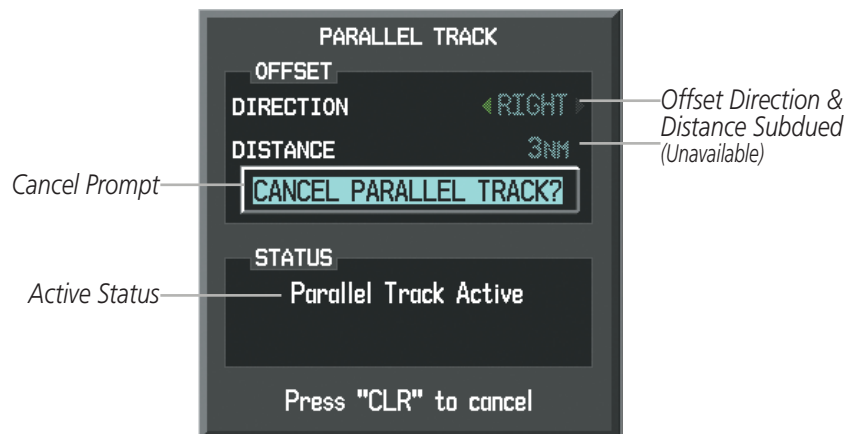 PARALLEL TRACK
OFFSET
DIRECTION RIGHT
DISTANCE 3NM
CANCEL PARALLEL TRACK?
STATUS
Parallel Track Active
Press "CLR" to cancel
Cancel Prompt
Active Status
Offset Direction &
Distance Subdued
(Unavailable)